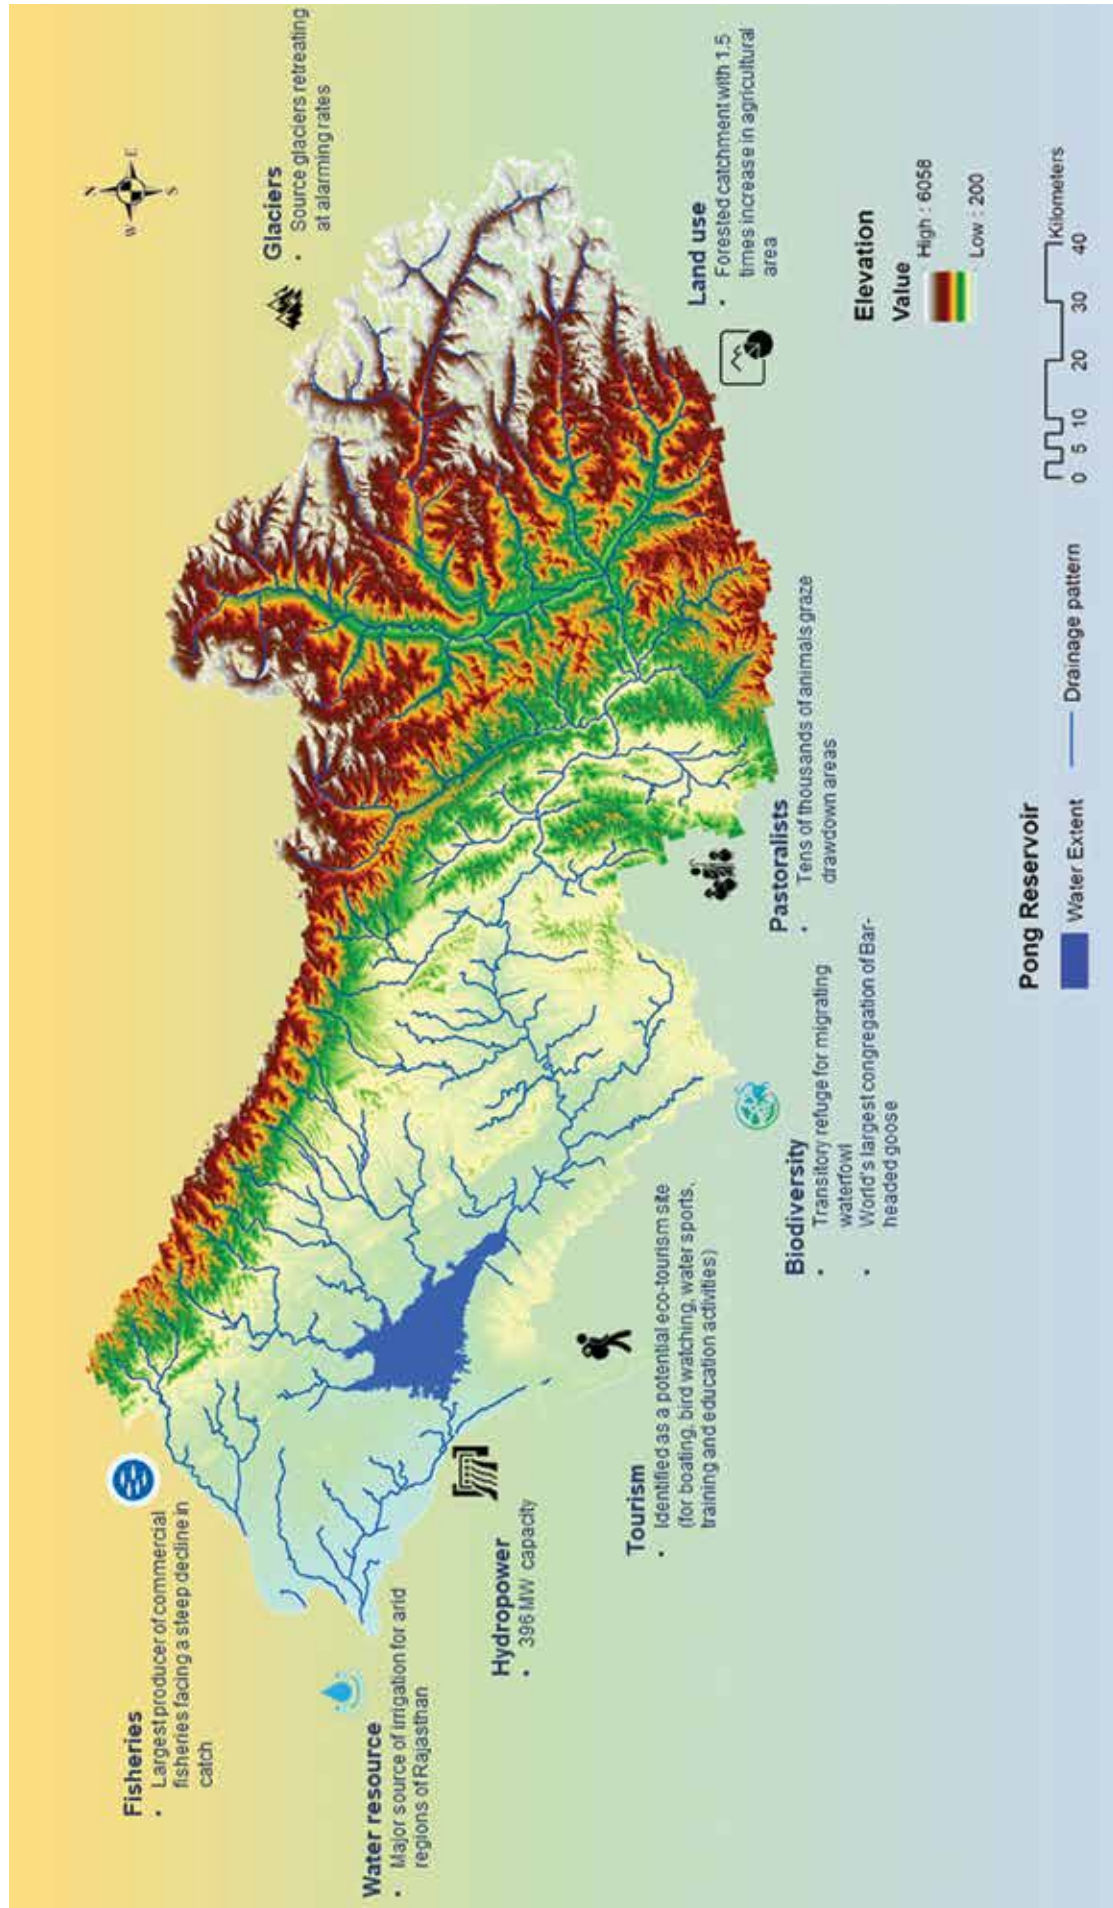 Fisheries
• Largest producer of commercial
fisheries facing a steep decline in
catch
Water resource
• Major source of irrigation for arid
regions of Rajasthan
Hydropower
• 396 MW capacity
Tourism
• Identified as a potential eco-tourism site
(for boating, bird watching, water sports,
training and education activities)
Biodiversity
• Transitory refuge for migrating
waterfowl
• World's largest congregation of Bar-
headed goose
Pastoralists
• Tens of thousands of animals graze
drawdown areas
Glaciers
• Source glaciers retreating
at alarming rates
Land use
• Forested catchment with 1.5
times increase in agricultural
area
N
W E
S
Elevation
Value
High : 6058
Low : 200
Pong Reservoir
Water Extent
Drainage pattern
0 5 10 20 30 40
Kilometers